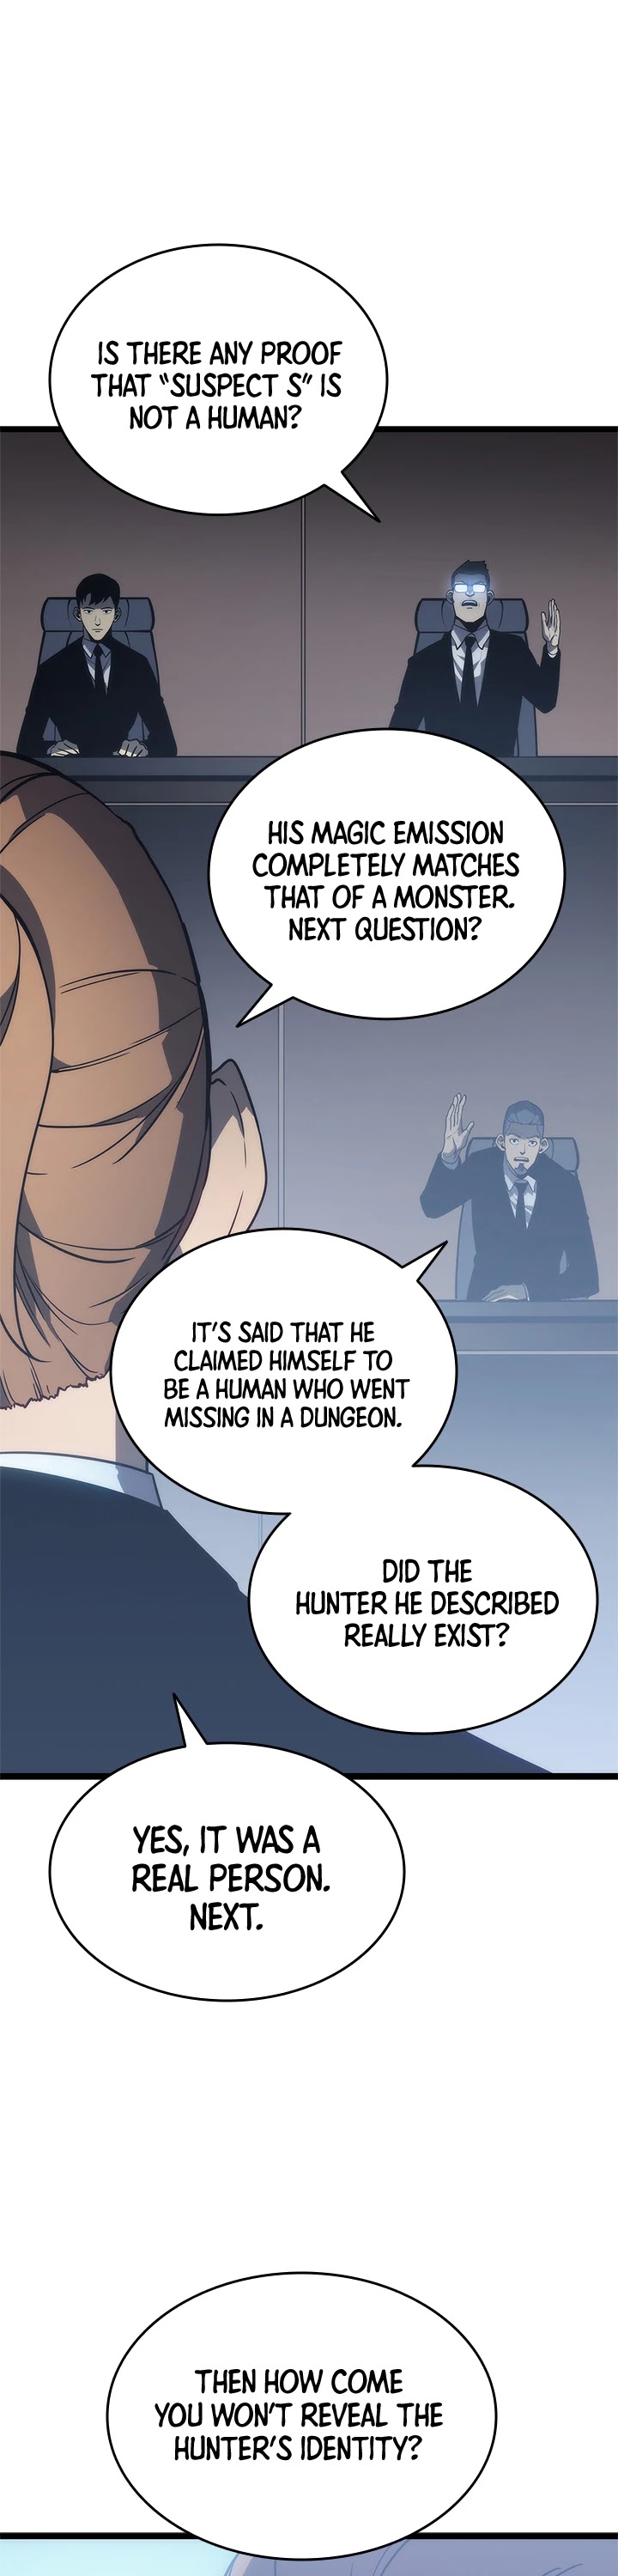 IS THERE ANY PROOF
THAT “SUSPECT S” IS
NOT A HUMAN?
HIS MAGIC EMISSION
COMPLETELY MATCHES
THAT OF A MONSTER.
NEXT QUESTION?
IT'S SAID THAT HE
CLAIMED HIMSELF TO
BE A HUMAN WHO WENT
MISSING IN A DUNGEON.
DID THE
HUNTER HE DESCRIBED
REALLY EXIST?
YES, IT WAS A
REAL PERSON.
NEXT.
THEN HOW COME
YOU WON'T REVEAL THE
HUNTER'S IDENTITY?